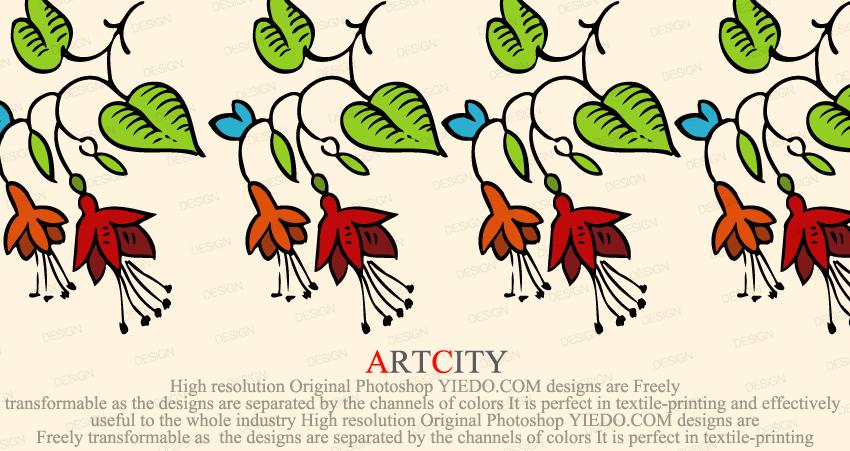 ARTCITY
High resolution Original Photoshop YIEDO.COM designs are Freely
transformable as the designs are separated by the channels of colors It is perfect in textile-printing and effectively
useful to the whole industry High resolution Original Photoshop YIEDO.COM designs are
Freely transformable as the designs are separated by the channels of colors It is perfect in textile-printing